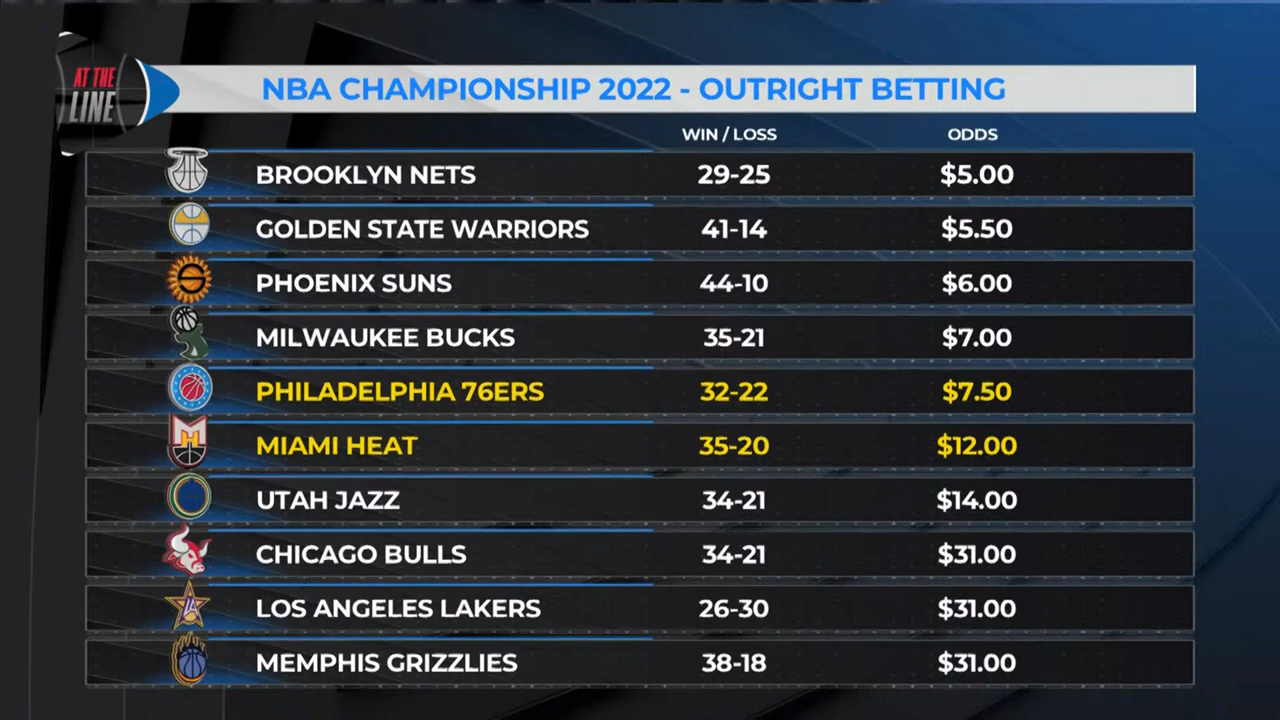 AT THE
LINE
NBA CHAMPIONSHIP 2022 - OUTRIGHT BETTING
WIN / LOSS ODDS
BROOKLYN NETS 29-25 $5.00
GOLDEN STATE WARRIORS 41-14 $5.50
PHOENIX SUNS 44-10 $6.00
MILWAUKEE BUCKS 35-21 $7.00
PHILADELPHIA 76ERS 32-22 $7.50
MIAMI HEAT 35-20 $12.00
UTAH JAZZ 34-21 $14.00
CHICAGO BULLS 34-21 $31.00
LOS ANGELES LAKERS 26-30 $31.00
MEMPHIS GRIZZLIES 38-18 $31.00